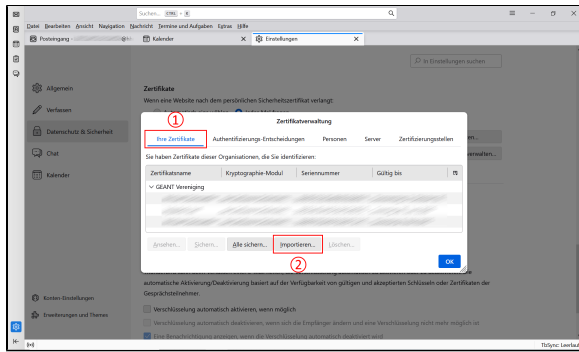 Suchen... STRG + K
Datei Bearbeiten Ansicht Navigation Nachricht Termine und Aufgaben Extras Hilfe
Posteingang -
Kalender
Einstellungen
In Einstellungen suchen
Allgemein
Verfassen
Datenschutz & Sicherheit
Chat
Kalender
Konten-Einstellungen
Erweiterungen und Themes
Zertifikate
Wenn eine Website nach dem persönlichen Sicherheitszertifikat verlangt:
1
Zertifikatverwaltung
Ihre Zertifikate Authentifizierungs-Entscheidungen Personen Server Zertifizierungsstellen
Sie haben Zertifikate dieser Organisationen, die Sie identifizieren:
Zertifikatsname Kryptographie-Modul Seriennummer Gültig bis
GEANT Vereniging
Ansehen... Sichern... Alle sichern... Importieren... Löschen...
2
OK
automatische Aktivierung/Deaktivierung basiert auf der Verfügbarkeit von gültigen und akzeptierten Schlüsseln oder Zertifikaten der
Gesprächsteilnehmer.
Verschlüsselung automatisch aktivieren, wenn möglich
Verschlüsselung automatisch deaktivieren, wenn sich die Empfänger ändern und eine Verschlüsselung nicht mehr möglich ist
Eine Benachrichtigung anzeigen, wenn die Verschlüsselung automatisch deaktiviert wird
TbSync: Leerlauf